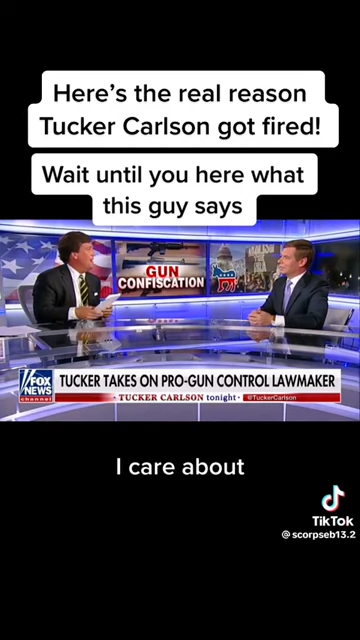 Here's the real reason
Tucker Carlson got fired!
Wait until you here what
this guy says
GUN
CONFISCATION
FOX
NEWS
channel
TUCKER TAKES ON PRO-GUN CONTROL LAWMAKER
TUCKER CARLSON tonight
@TuckerCarlson
I care about
TikTok
@scorpseb13.2